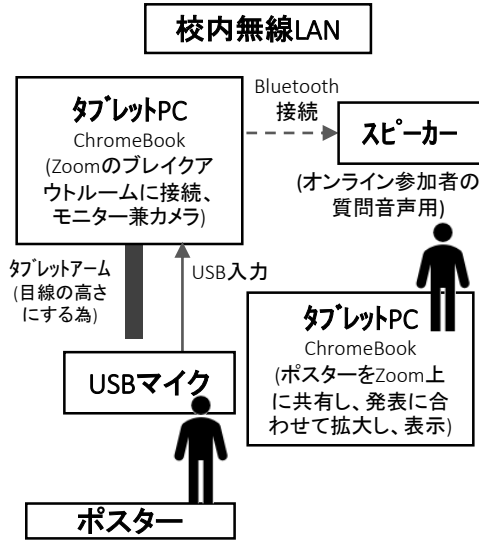 校内無線LAN
タブレットPC
ChromeBook
(Zoomのブレイクア
ウトルームに接続、
モニター兼カメラ)
Bluetooth
接続
スピーカー
(オンライン参加者の
質問音声用)
タブレットアーム
(目線の高さ
にする為)
USB入力
タブレットPC
ChromeBook
(ポスターをZoom上
に共有し、発表に合
わせて拡大し、表示)
USBマイク
ポスター